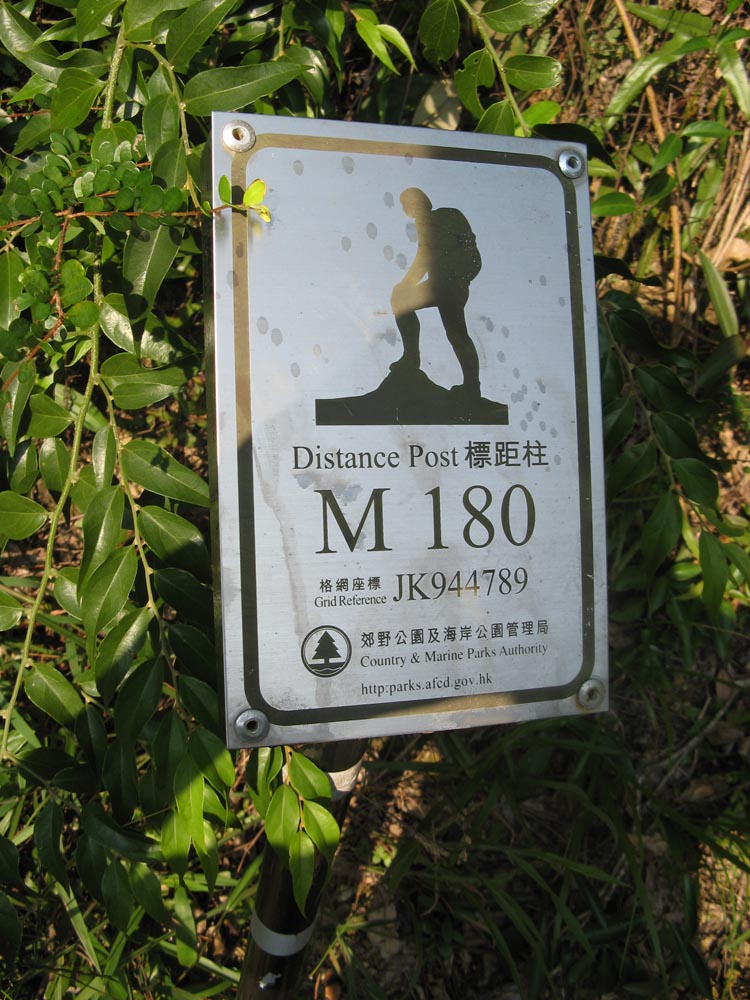 Distance Post 標距柱
M 180
格網座標
Grid Reference JK944789
郊野公園及海岸公園管理局
Country & Marine Parks Authority
http:parks.afcd.gov.hk